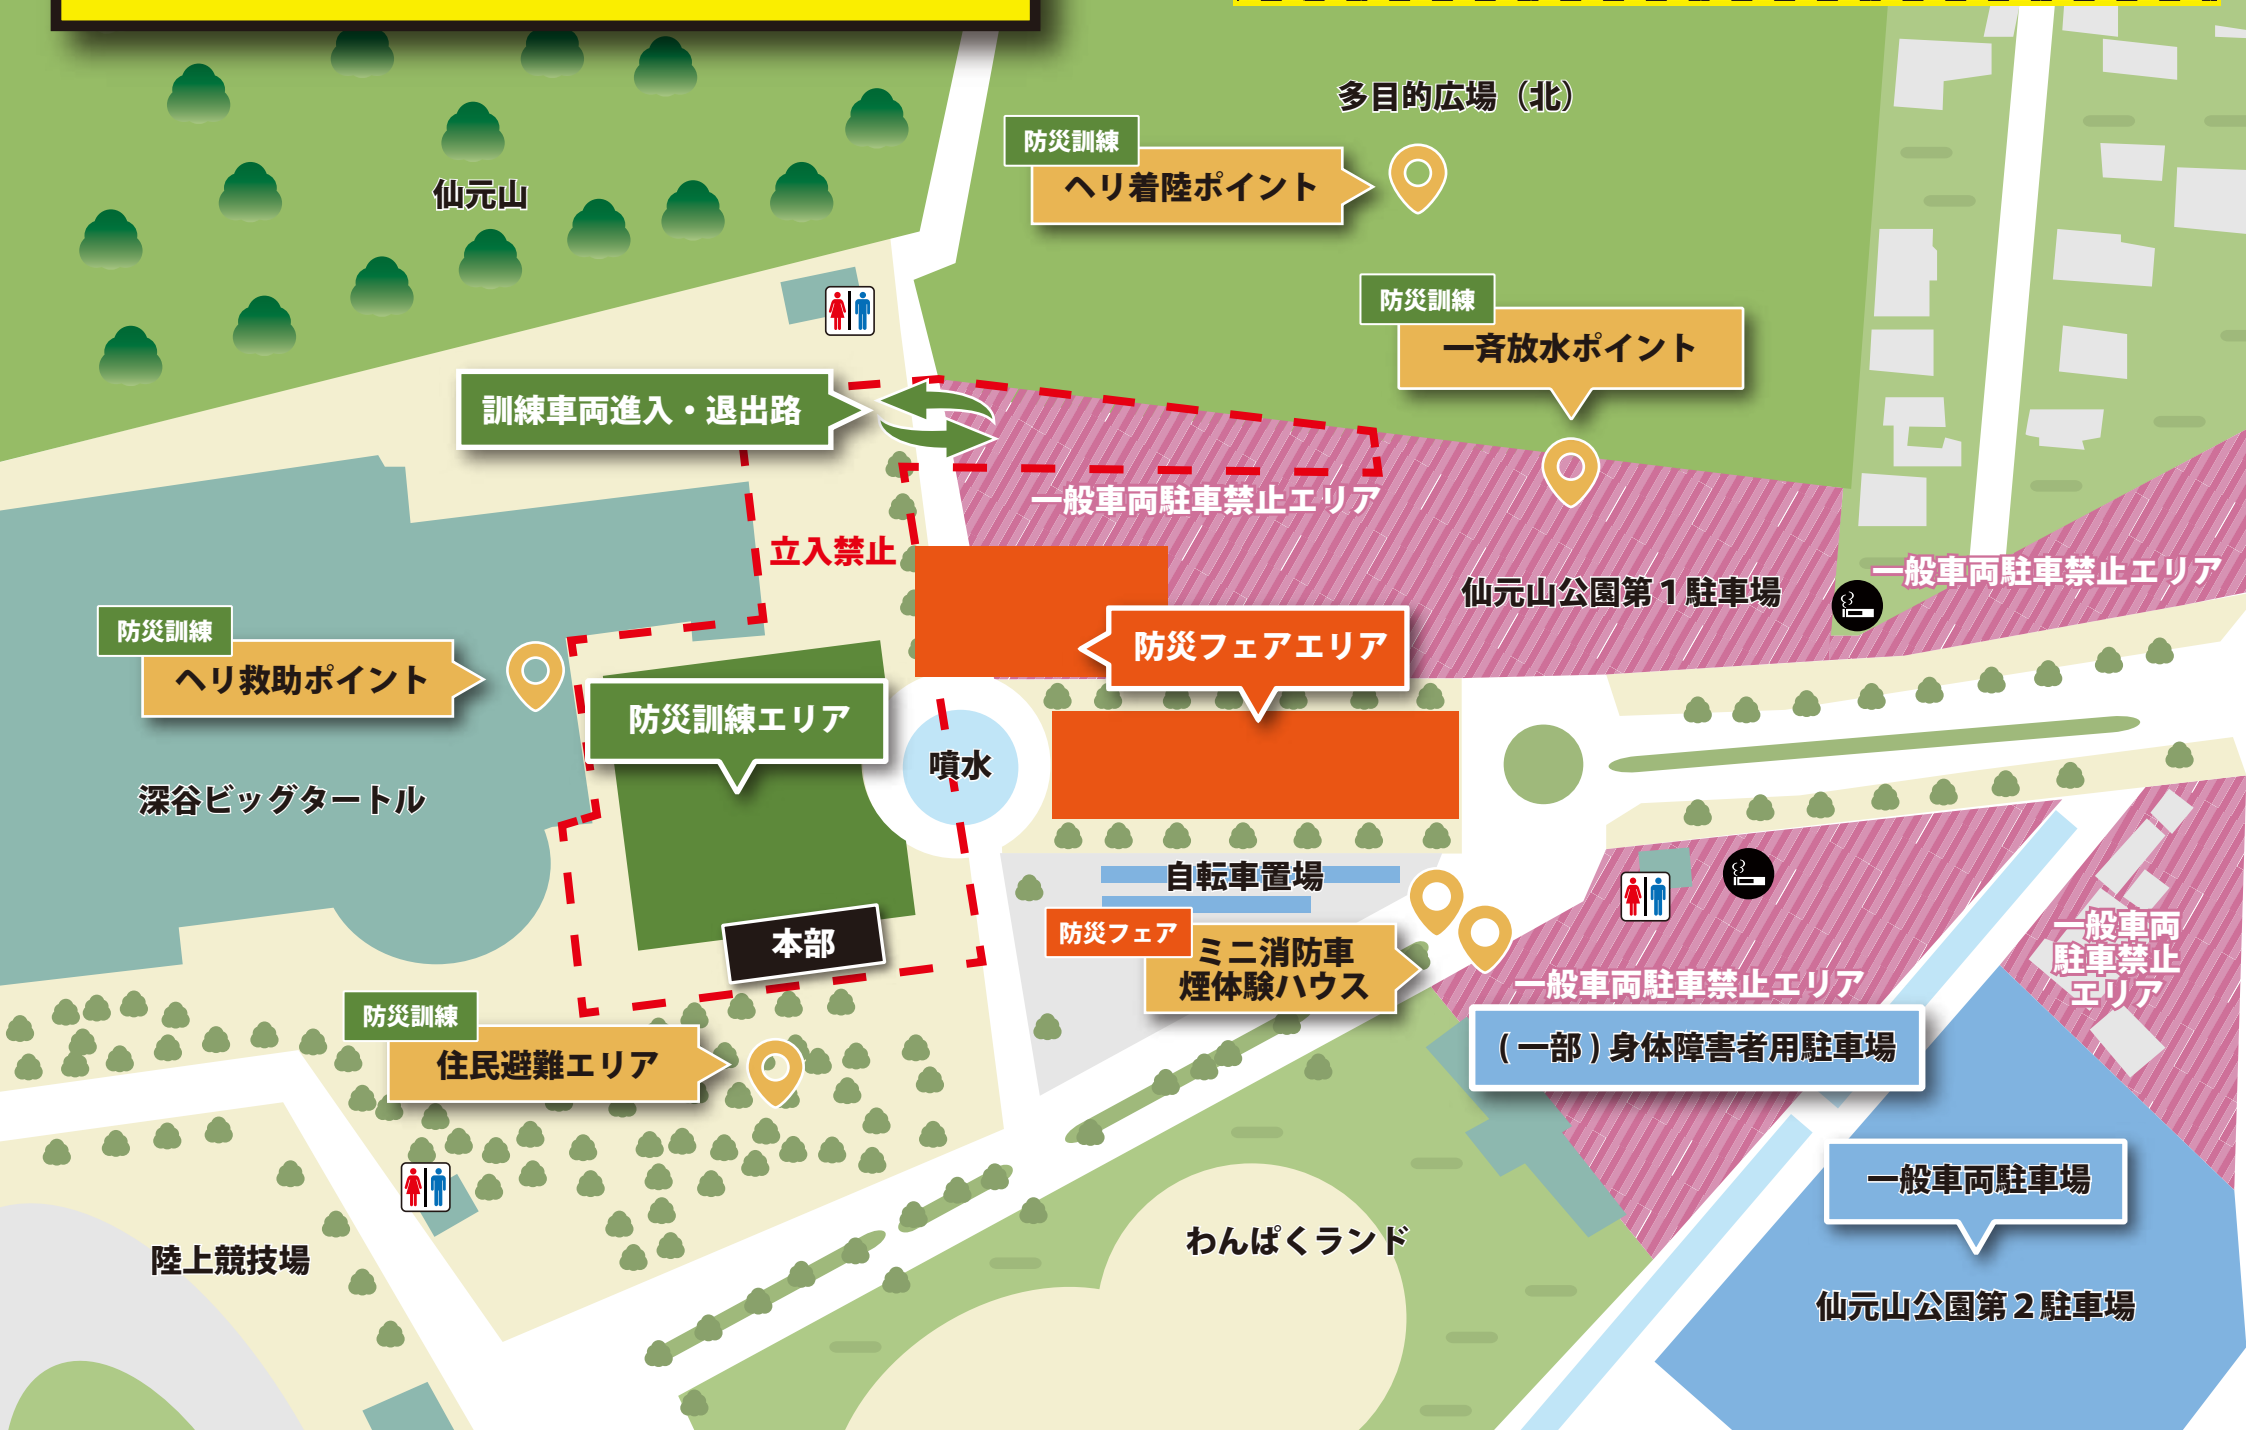 多目的広場（北）
防災訓練
ヘリ着陸ポイント
仙元山
防災訓練
一斉放水ポイント
訓練車両進入・退出路
一般車両駐車禁止エリア
立入禁止
仙元山公園第１駐車場
一般車両駐車禁止エリア
防災訓練
ヘリ救助ポイント
防災フェアエリア
防災訓練エリア
噴水
深谷ビッグタートル
自転車置場
本部
防災フェア
ミニ消防車
煙体験ハウス
一般車両
駐車禁止
エリア
一般車両駐車禁止エリア
(一部)身体障害者用駐車場
防災訓練
住民避難エリア
一般車両駐車場
わんぱくランド
陸上競技場
仙元山公園第２駐車場